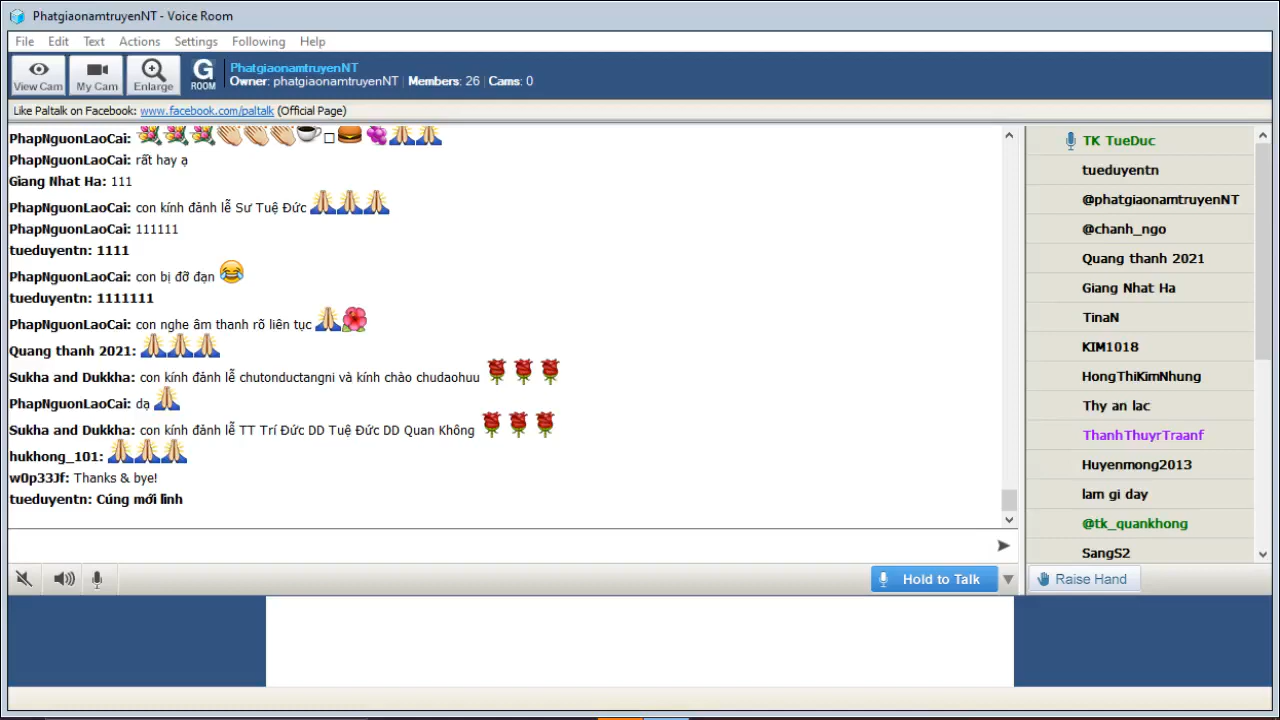 PhatgiaonamtruyenNT - Voice Room
File Edit Text Actions Settings Following Help
View Cam My Cam Enlarge G ROOM
PhatgiaonamtruyenNT
Owner: phatgiaonamtruyenNT Members: 26 Cams: 0
Like Paltalk on Facebook: www.facebook.com/paltalk (Official Page)
PhapNguonLaoCai:
PhapNguonLaoCai: rất hay ạ
Giang Nhat Ha: 111
PhapNguonLaoCai: con kính đảnh lễ Sư Tuệ Đức
PhapNguonLaoCai: 111111
tueduyentn: 1111
PhapNguonLaoCai: con bị đỡ đạn
tueduyentn: 1111111
PhapNguonLaoCai: con nghe âm thanh rõ liên tục
Quang thanh 2021:
Sukha and Dukkha: con kính đảnh lễ chutonductangni và kính chào chudaohuu
PhapNguonLaoCai: dạ
Sukha and Dukkha: con kính đảnh lễ TT Trí Đức DD Tuệ Đức DD Quan Không
hukhong_101:
w0p33Jf: Thanks & bye!
tueduyentn: Cúng mới linh
Hold to Talk
TK TueDuc
tueduyentn
@phatgiaonamtruyenNT
@chanh_ngo
Quang thanh 2021
Giang Nhat Ha
TinaN
KIM1018
HongThiKimNhung
Thy an lac
ThanhThuyrTraanf
Huyenmong2013
lam gi day
@tk_quankhong
SangS2
Raise Hand